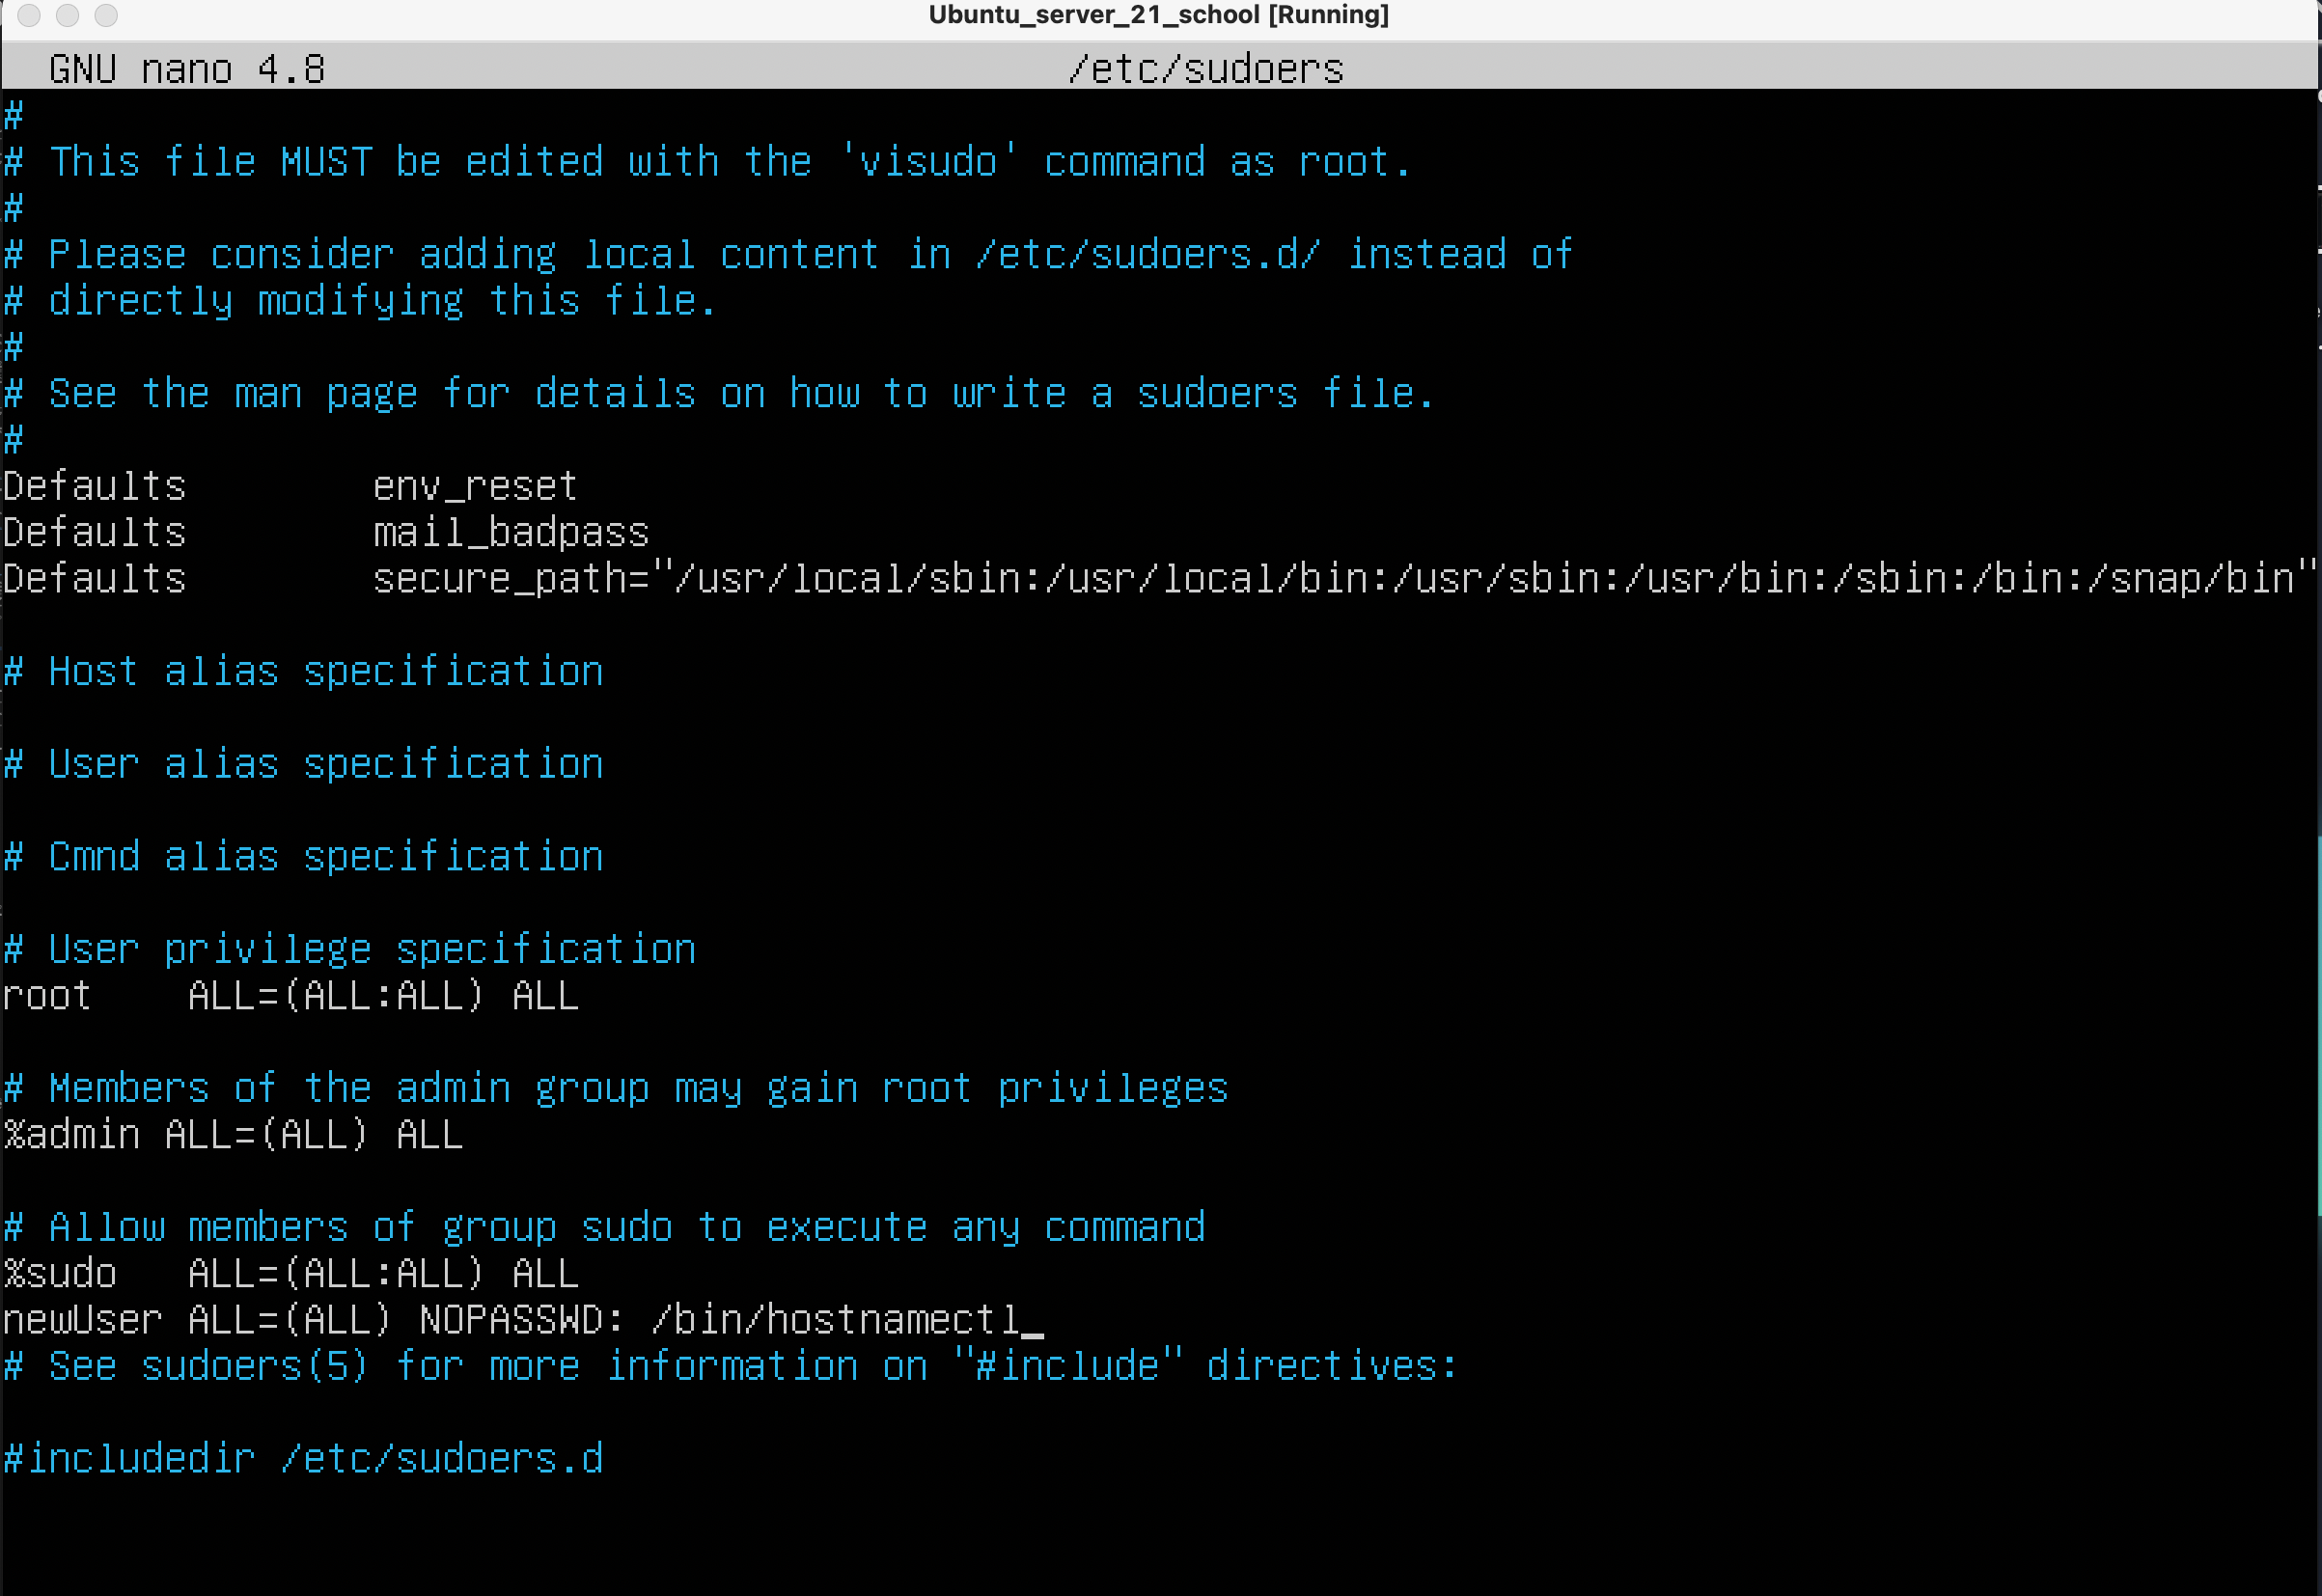 Ubuntu_server_21_school [Running]
GNU nano 4.8 /etc/sudoers
#
# This file MUST be edited with the 'visudo' command as root.
#
# Please consider adding local content in /etc/sudoers.d/ instead of
# directly modifying this file.
#
# See the man page for details on how to write a sudoers file.
#
Defaults env_reset
Defaults mail_badpass
Defaults secure_path="/usr/local/sbin:/usr/local/bin:/usr/sbin:/usr/bin:/sbin:/bin:/snap/bin"
# Host alias specification
# User alias specification
# Cmnd alias specification
# User privilege specification
root ALL=(ALL:ALL) ALL
# Members of the admin group may gain root privileges
%admin ALL=(ALL) ALL
# Allow members of group sudo to execute any command
%sudo ALL=(ALL:ALL) ALL
newUser ALL=(ALL) NOPASSWD: /bin/hostnamectl
# See sudoers(5) for more information on "#include" directives:
#includedir /etc/sudoers.d